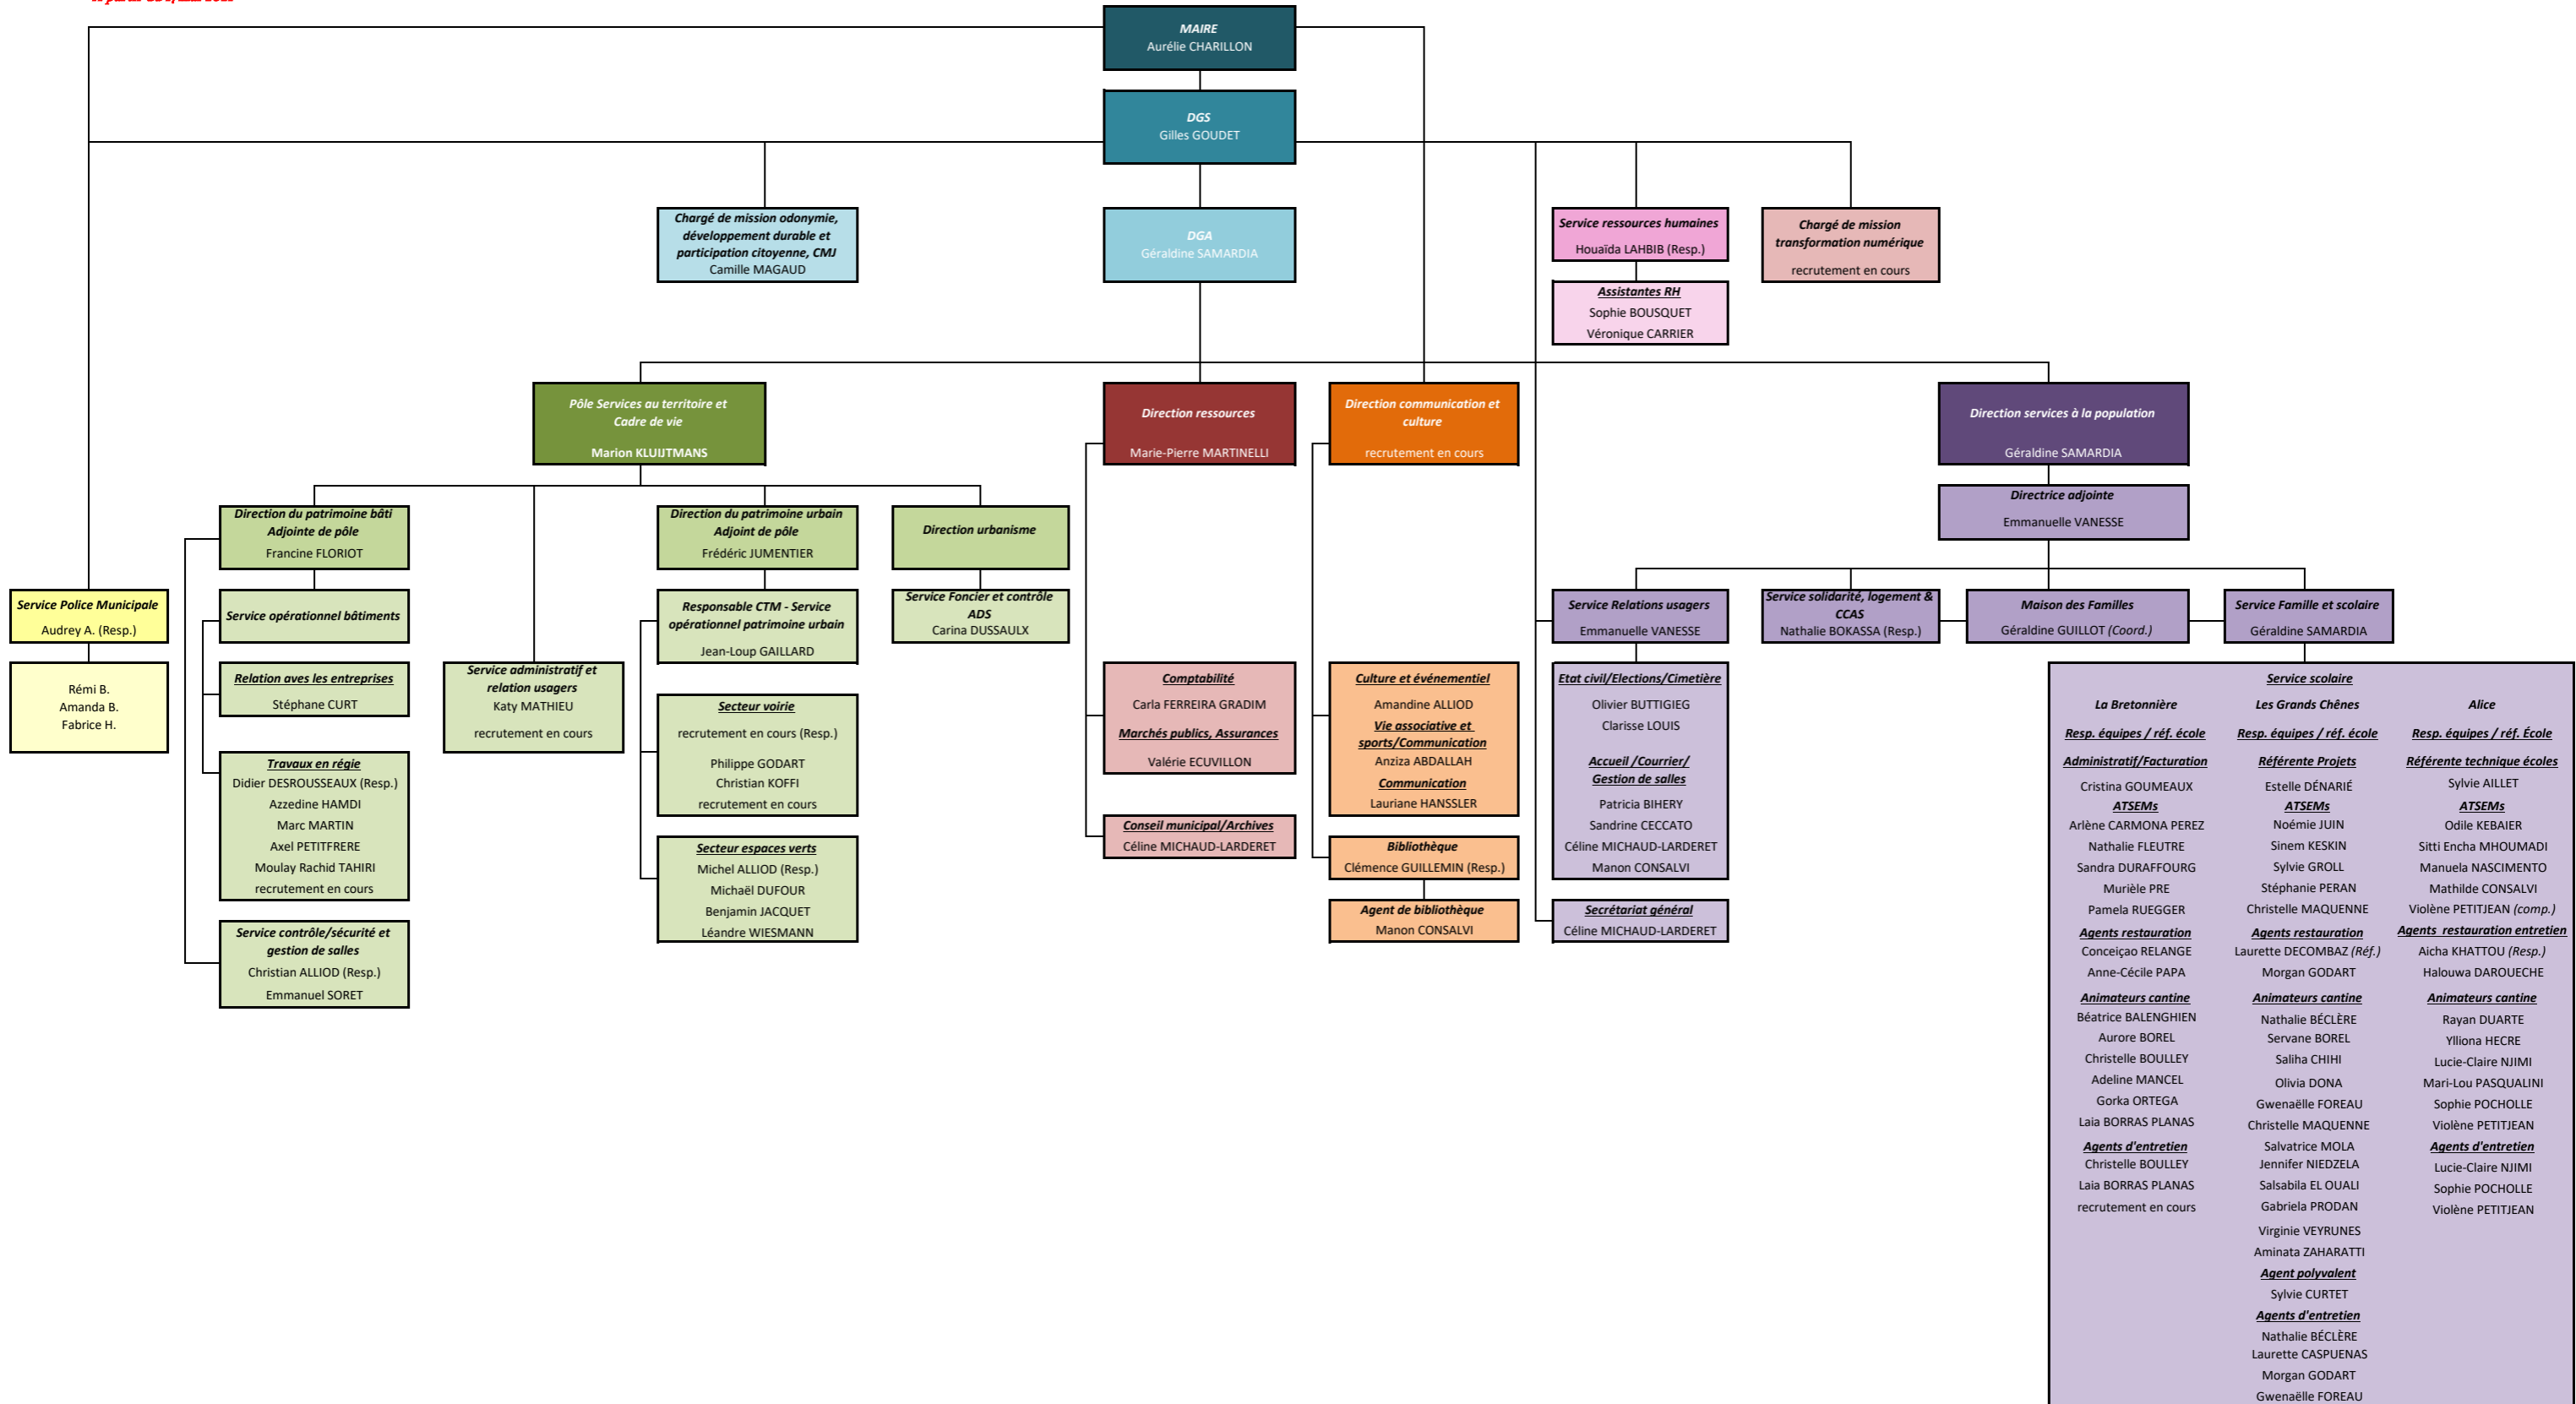 MAIRE
Aurélie CHARILLON
DGS
Gilles GOUDET
Chargé de mission odonymie,
développement durable et
participation citoyenne, CMJ
Camille MAGAUD
DGA
Géraldine SAMARDIA
Service ressources humaines
Houaïda LAHBIB (Resp.)
Assistantes RH
Sophie BOUSQUET
Véronique CARRIER
Chargé de mission
transformation numérique
recrutement en cours
Pôle Services au territoire et
Cadre de vie
Marion KLUIJTMANS
Direction ressources
Marie-Pierre MARTINELLI
Direction communication et
culture
recrutement en cours
Direction services à la population
Géraldine SAMARDIA
Directrice adjointe
Emmanuelle VANESSE
Direction du patrimoine bâti
Adjointe de pôle
Francine FLORIOT
Direction du patrimoine urbain
Adjoint de pôle
Frédéric JUMENTIER
Direction urbanisme
Service Police Municipale
Audrey A. (Resp.)
Rémi B.
Amanda B.
Fabrice H.
Service opérationnel bâtiments
Relation aves les entreprises
Stéphane CURT
Travaux en régie
Didier DESROUSSEAUX (Resp.)
Azzedine HAMDI
Marc MARTIN
Axel PETITFRERE
Moulay Rachid TAHIRI
recrutement en cours
Service contrôle/sécurité et
gestion de salles
Christian ALLIOD (Resp.)
Emmanuel SORET
Service administratif et
relation usagers
Katy MATHIEU
recrutement en cours
Responsable CTM - Service
opérationnel patrimoine urbain
Jean-Loup GAILLARD
Secteur voirie
recrutement en cours (Resp.)
Philippe GODART
Christian KOFFI
recrutement en cours
Secteur espaces verts
Michel ALLIOD (Resp.)
Michaël DUFOUR
Benjamin JACQUET
Léandre WIESMANN
Service Foncier et contrôle
ADS
Carina DUSSAULX
Comptabilité
Carla FERREIRA GRADIM
Marchés publics, Assurances
Valérie ECUVILLON
Conseil municipal/Archives
Céline MICHAUD-LARDERET
Culture et événementiel
Amandine ALLIOD
Vie associative et
sports/Communication
Anziza ABDALLAH
Communication
Lauriane HANSSLER
Bibliothèque
Clémence GUILLEMIN (Resp.)
Agent de bibliothèque
Manon CONSALVI
Service Relations usagers
Emmanuelle VANESSE
Etat civil/Elections/Cimetière
Olivier BUTTIGIEG
Clarisse LOUIS
Accueil /Courrier/
Gestion de salles
Patricia BIHERY
Sandrine CECCATO
Céline MICHAUD-LARDERET
Manon CONSALVI
Secrétariat général
Céline MICHAUD-LARDERET
Service solidarité, logement &
CCAS
Nathalie BOKASSA (Resp.)
Maison des Familles
Géraldine GUILLOT (Coord.)
Service Famille et scolaire
Géraldine SAMARDIA
Service scolaire
La Bretonnière
Resp. équipes / réf. école
Administratif/Facturation
Cristina GOUMEAUX
ATSEMs
Arlène CARMONA PEREZ
Nathalie FLEUTRE
Sandra DURAFFOURG
Murièle PRE
Pamela RUEGGER
Agents restauration
Conceiçao RELANGE
Anne-Cécile PAPA
Animateurs cantine
Béatrice BALENGHIEN
Aurore BOREL
Christelle BOULLEY
Adeline MANCEL
Gorka ORTEGA
Laia BORRAS PLANAS
Agents d'entretien
Christelle BOULLEY
Laia BORRAS PLANAS
recrutement en cours
Les Grands Chênes
Resp. équipes / réf. école
Référente Projets
Estelle DÉNARIÉ
ATSEMs
Noémie JUIN
Sinem KESKIN
Sylvie GROLL
Stéphanie PERAN
Christelle MAQUENNE
Agents restauration
Laurette DECOMBAZ (Réf.)
Morgan GODART
Animateurs cantine
Nathalie BÉCLÈRE
Servane BOREL
Saliha CHIHI
Olivia DONA
Gwenaëlle FOREAU
Christelle MAQUENNE
Salvatrice MOLA
Jennifer NIEDZELA
Salsabila EL OUALI
Gabriela PRODAN
Virginie VEYRUNES
Aminata ZAHARATTI
Agent polyvalent
Sylvie CURTET
Agents d'entretien
Nathalie BÉCLÈRE
Laurette CASPUENAS
Morgan GODART
Gwenaëlle FOREAU
Alice
Resp. équipes / réf. École
Référente technique écoles
Sylvie AILLET
ATSEMs
Odile KEBAIER
Sitti Encha MHOUMADI
Manuela NASCIMENTO
Mathilde CONSALVI
Violène PETITJEAN (comp.)
Agents restauration entretien
Aicha KHATTOU (Resp.)
Halouwa DAROUECHE
Animateurs cantine
Rayan DUARTE
Ylliona HECRE
Lucie-Claire NJIMI
Mari-Lou PASQUALINI
Sophie POCHOLLE
Violène PETITJEAN
Agents d'entretien
Lucie-Claire NJIMI
Sophie POCHOLLE
Violène PETITJEAN